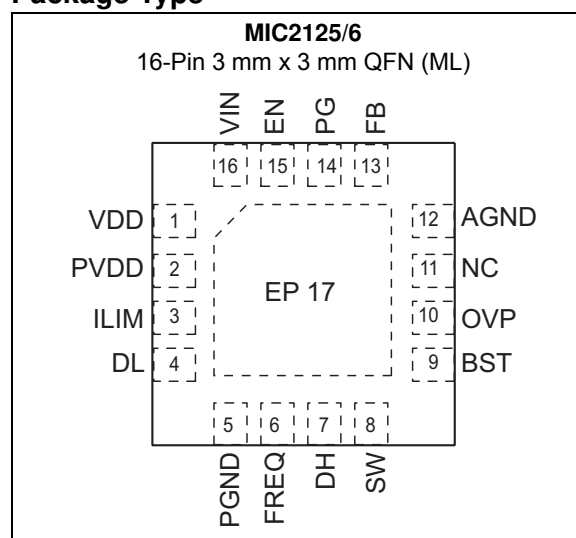 Package Type
MIC2125/6
16-Pin 3 mm x 3 mm QFN (ML)
VIN EN PG FB
16 15 14 13
VDD 1 12 AGND
PVDD 2 11 NC
EP 17
ILIM 3 10 OVP
DL 4 9 BST
5 6 7 8
PGND FREQ DH SW